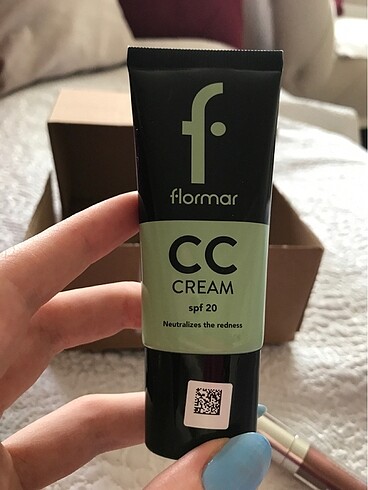 f
flormar
CC
CREAM
spf 20
Neutralizes the redness